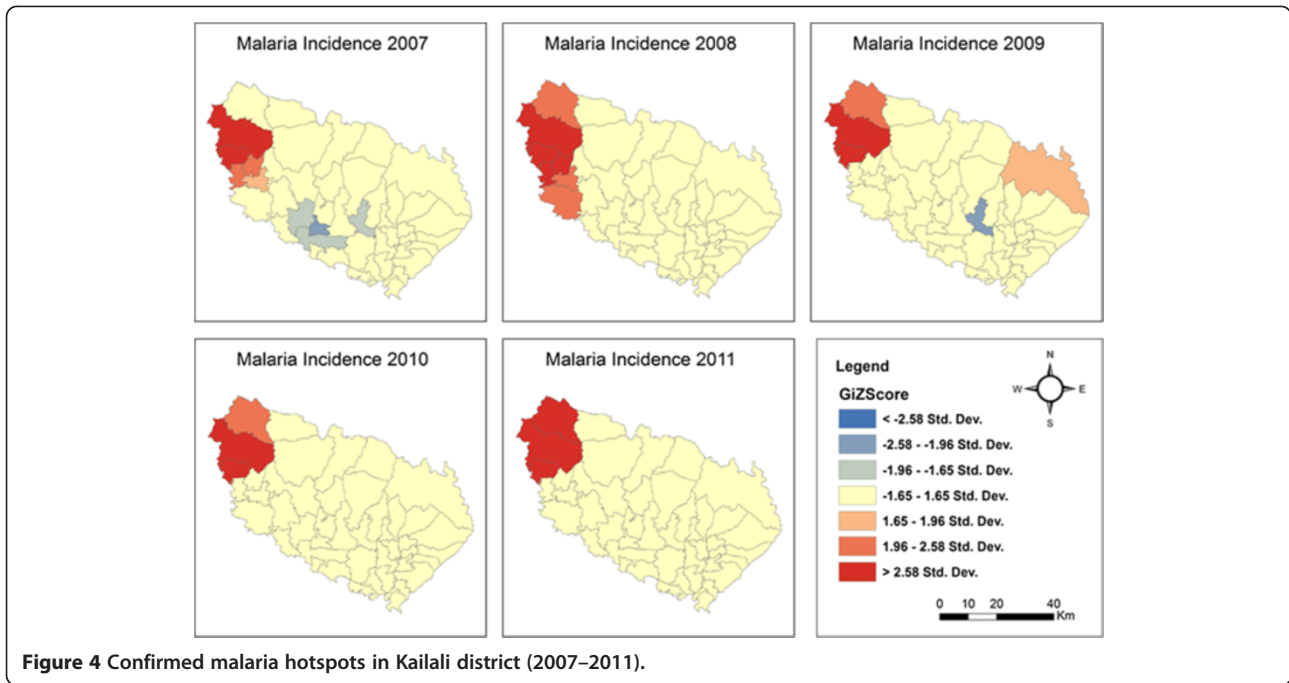 Malaria Incidence 2007
Malaria Incidence 2008
Malaria Incidence 2009
Malaria Incidence 2010
Malaria Incidence 2011
Legend
GiZScore
< -2.58 Std. Dev.
-2.58 - -1.96 Std. Dev.
-1.96 - -1.65 Std. Dev.
-1.65 - 1.65 Std. Dev.
1.65 - 1.96 Std. Dev.
1.96 - 2.58 Std. Dev.
> 2.58 Std. Dev.
N
W E
S
0 10 20 40
Km
Figure 4 Confirmed malaria hotspots in Kailali district (2007–2011).